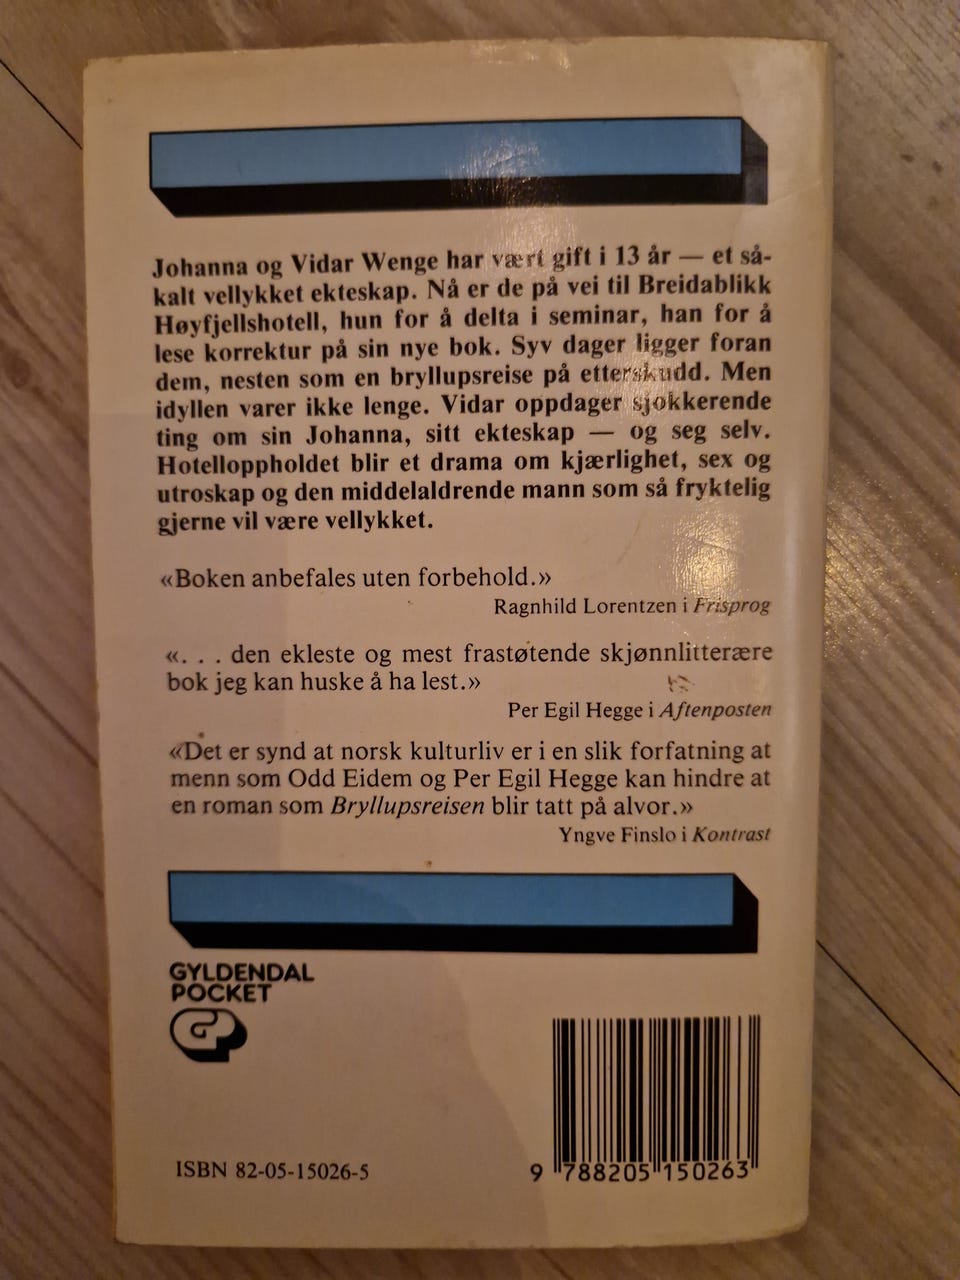 Johanna og Vidar Wenge har vært gift i 13 år — et så-
kalt vellykket ekteskap. Nå er de på vei til Breidablikk
Høyfjellshotell, hun for å delta i seminar, han for å
lese korrektur på sin nye bok. Syv dager ligger foran
dem, nesten som en bryllupsreise på etterskudd. Men
idyllen varer ikke lenge. Vidar oppdager sjokkerende
ting om sin Johanna, sitt ekteskap — og seg selv.
Hotelloppholdet blir et drama om kjærlighet, sex og
utroskap og den middelaldrende mann som så fryktelig
gjerne vil være vellykket.
«Boken anbefales uten forbehold.»
Ragnhild Lorentzen i Frisprog
«. . . den ekleste og mest frastøtende skjønnlitterære
bok jeg kan huske å ha lest.»
Per Egil Hegge i Aftenposten
«Det er synd at norsk kulturliv er i en slik forfatning at
menn som Odd Eidem og Per Egil Hegge kan hindre at
en roman som Bryllupsreisen blir tatt på alvor.»
Yngve Finslo i Kontrast
GYLDENDAL
POCKET
ISBN 82-05-15026-5
9 788205 150263